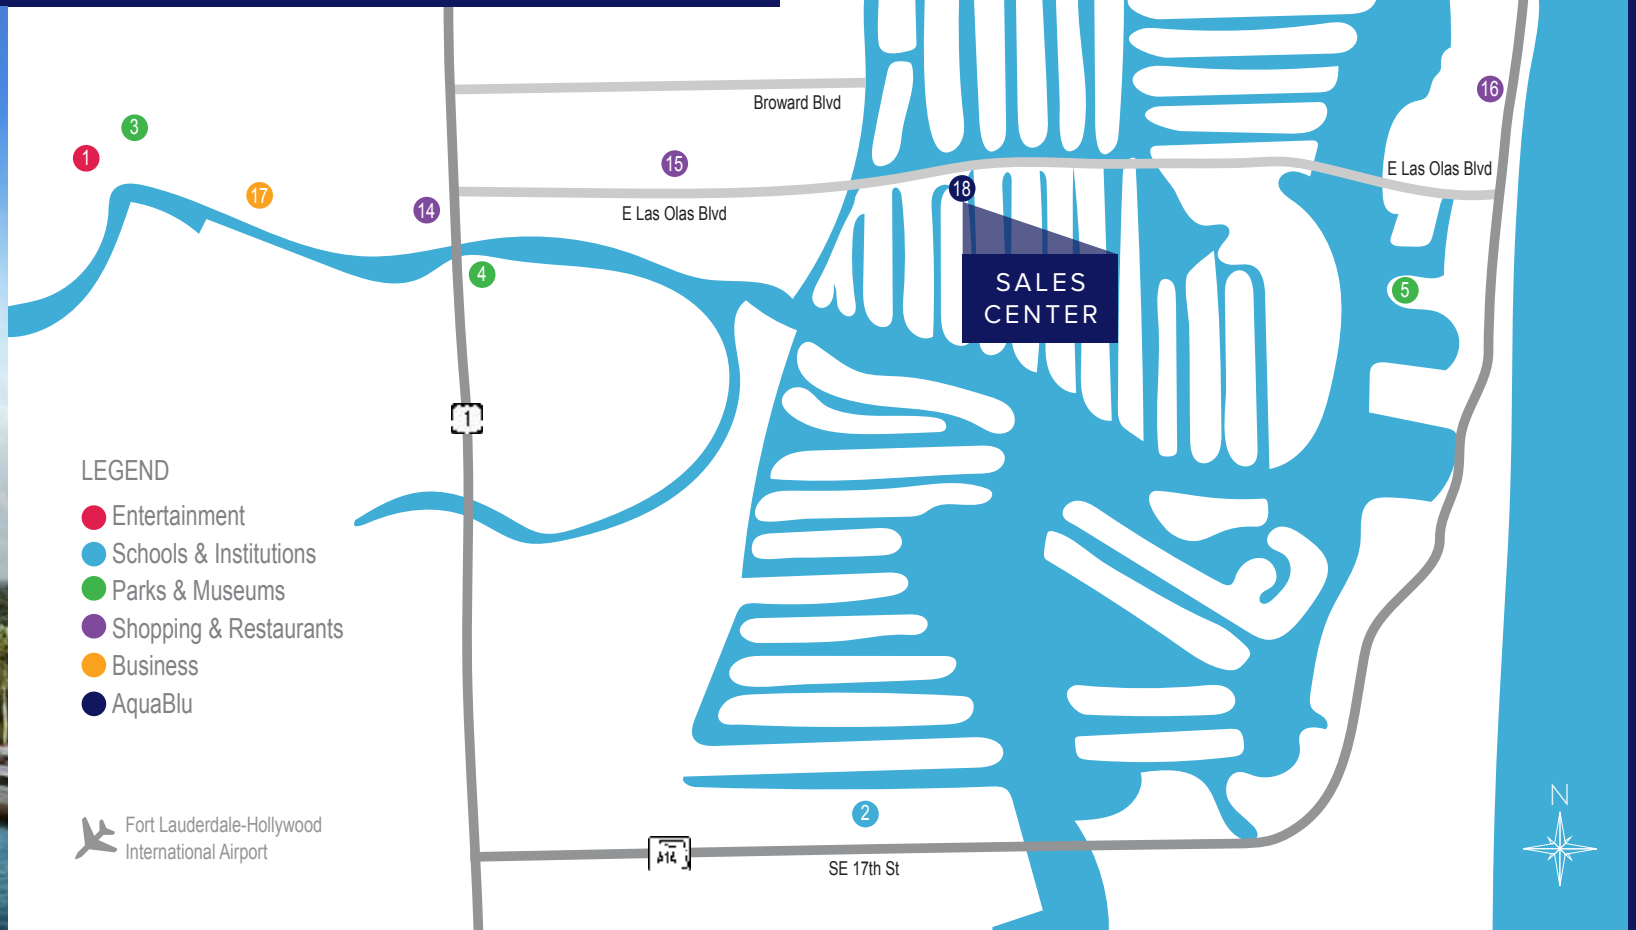 Broward Blvd
16
3
1
15
E Las Olas Blvd
17
18
14
E Las Olas Blvd
4
SALES
CENTER
5
1
LEGEND
Entertainment
Schools & Institutions
Parks & Museums
Shopping & Restaurants
Business
AquaBlu
N
2
Fort Lauderdale-Hollywood
International Airport
A14
SE 17th St